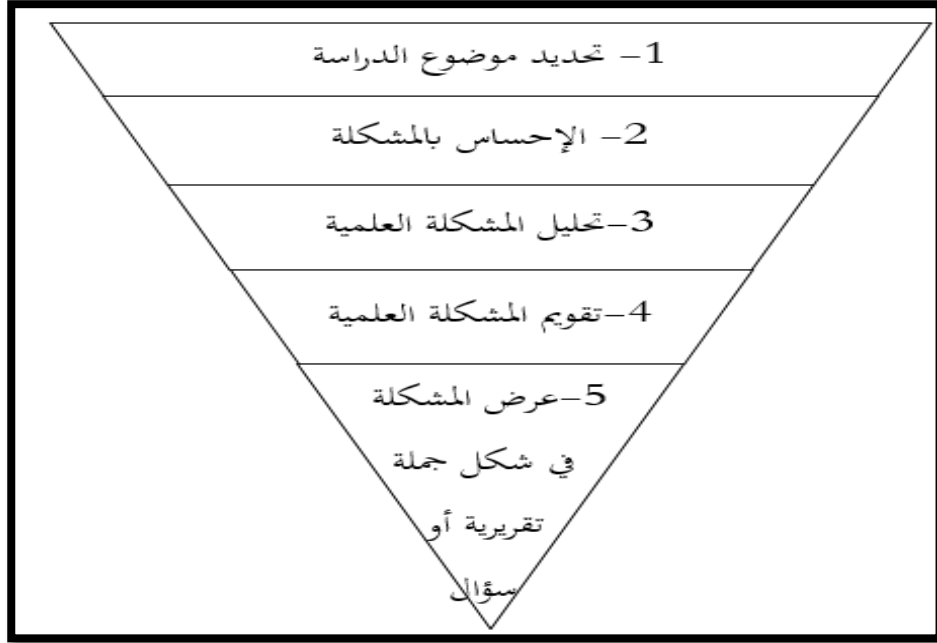 1– تحديد موضوع الدراسة
2– الإحساس بالمشكلة
3–تحليل المشكلة العلمية
4–تقويم المشكلة العلمية
5–عرض المشكلة
في شكل جملة
تقريرية أو
سؤال